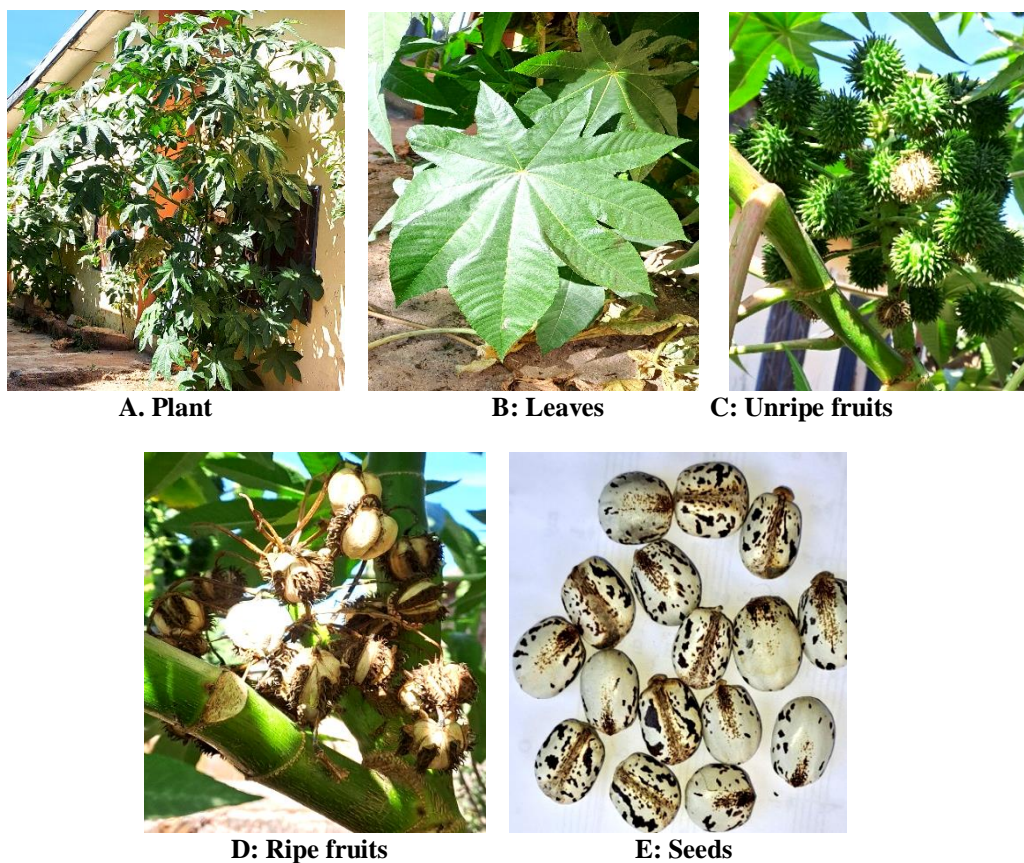 A. Plant
B: Leaves
C: Unripe fruits
D: Ripe fruits
E: Seeds